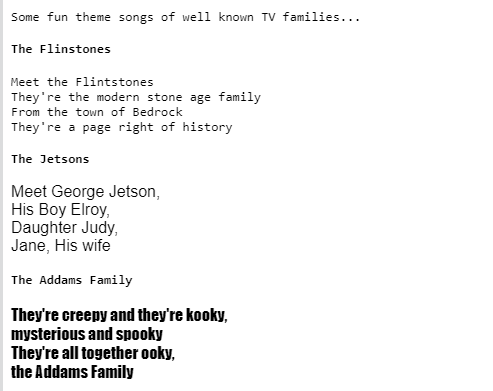 Some fun theme songs of well known TV families...
The Flinstones
Meet the Flintstones
They're the modern stone age family
From the town of Bedrock
They're a page right of history
The Jetsons
Meet George Jetson,
His Boy Elroy,
Daughter Judy,
Jane, His wife
The Addams Family
They're creepy and they're kooky,
mysterious and spooky
They're all together ooky,
the Addams Family